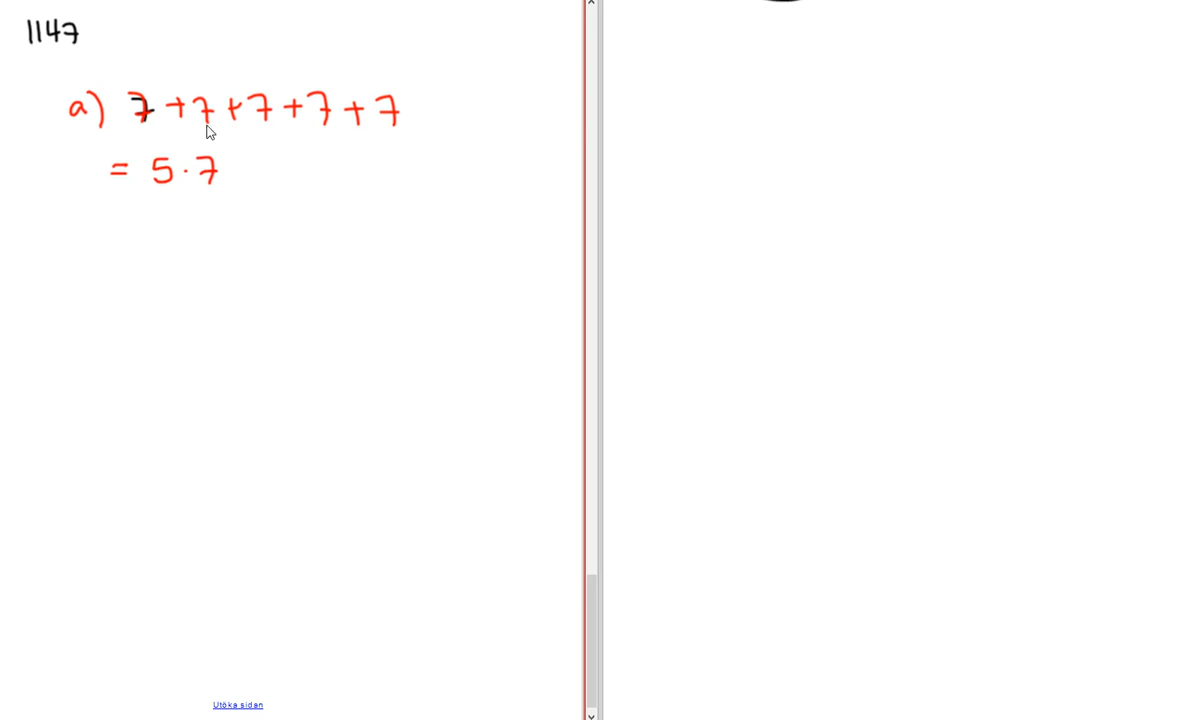 1147
a) 7 + 7 + 7 + 7 + 7
= 5 · 7
Utöka sidan